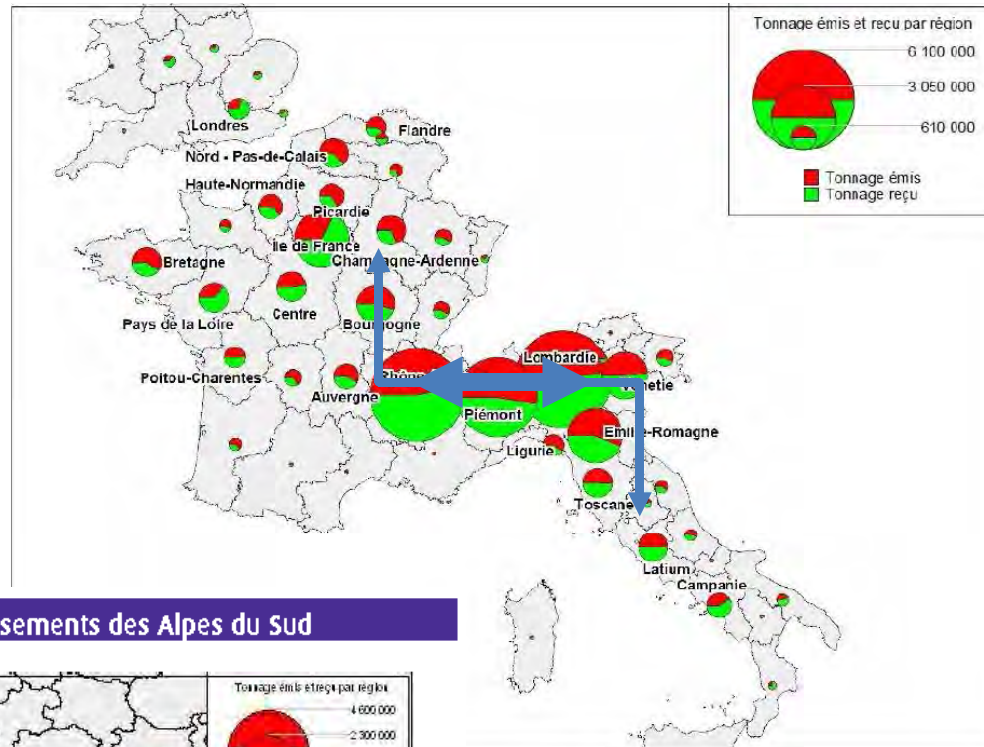 Tonnage émis et reçu par région
6 100 000
3 050 000
610 000
Tonnage émis
Tonnage reçu
Londres
Flandre
Nord - Pas-de-Calais
Haute-Normandie
Picardie
Ile de France
Champagne-Ardenne
Bretagne
Centre
Pays de la Loire
Bourgogne
Lombardie
Poitou-Charentes
Auvergne
Piémont
Emilie-Romagne
Ligurie
Toscane
Latium
Campanie
sements des Alpes du Sud
Tonnage émis et reçu par région
4 600 000
2 300 000